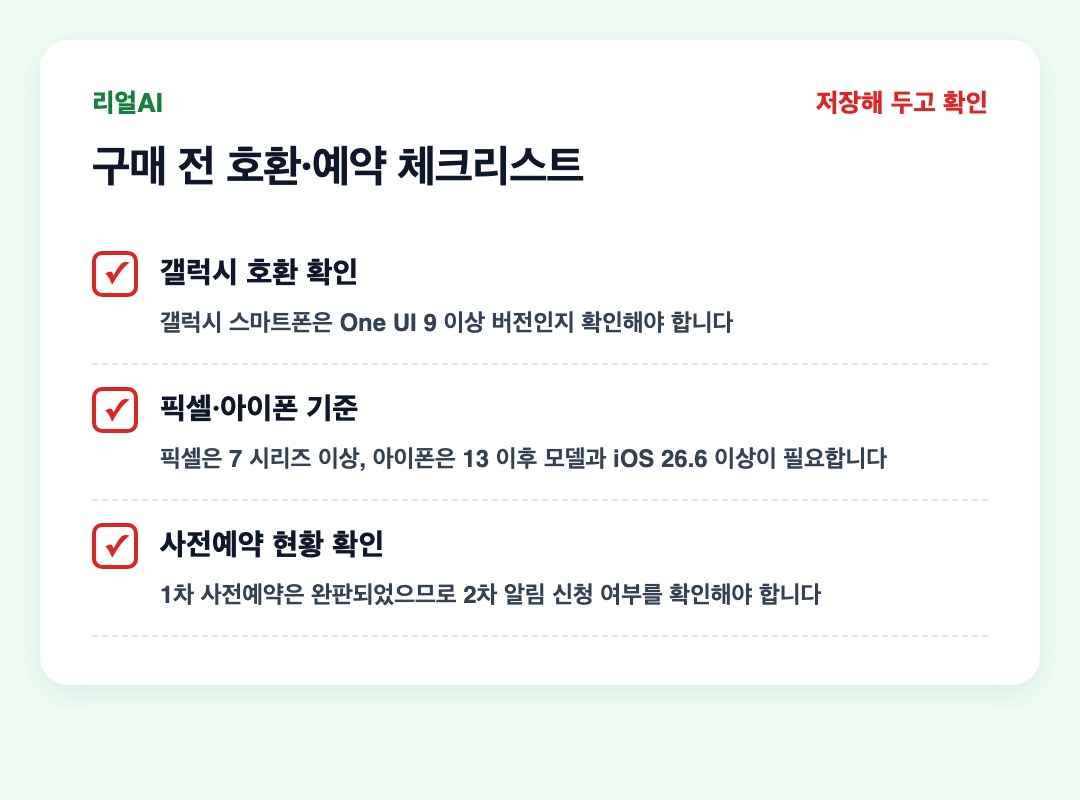 리얼AI
저장해 두고 확인
구매 전 호환·예약 체크리스트
갤럭시 호환 확인
갤럭시 스마트폰은 One UI 9 이상 버전인지 확인해야 합니다
픽셀·아이폰 기준
픽셀은 7 시리즈 이상, 아이폰은 13 이후 모델과 iOS 26.6 이상이 필요합니다
사전예약 현황 확인
1차 사전예약은 완판되었으므로 2차 알림 신청 여부를 확인해야 합니다